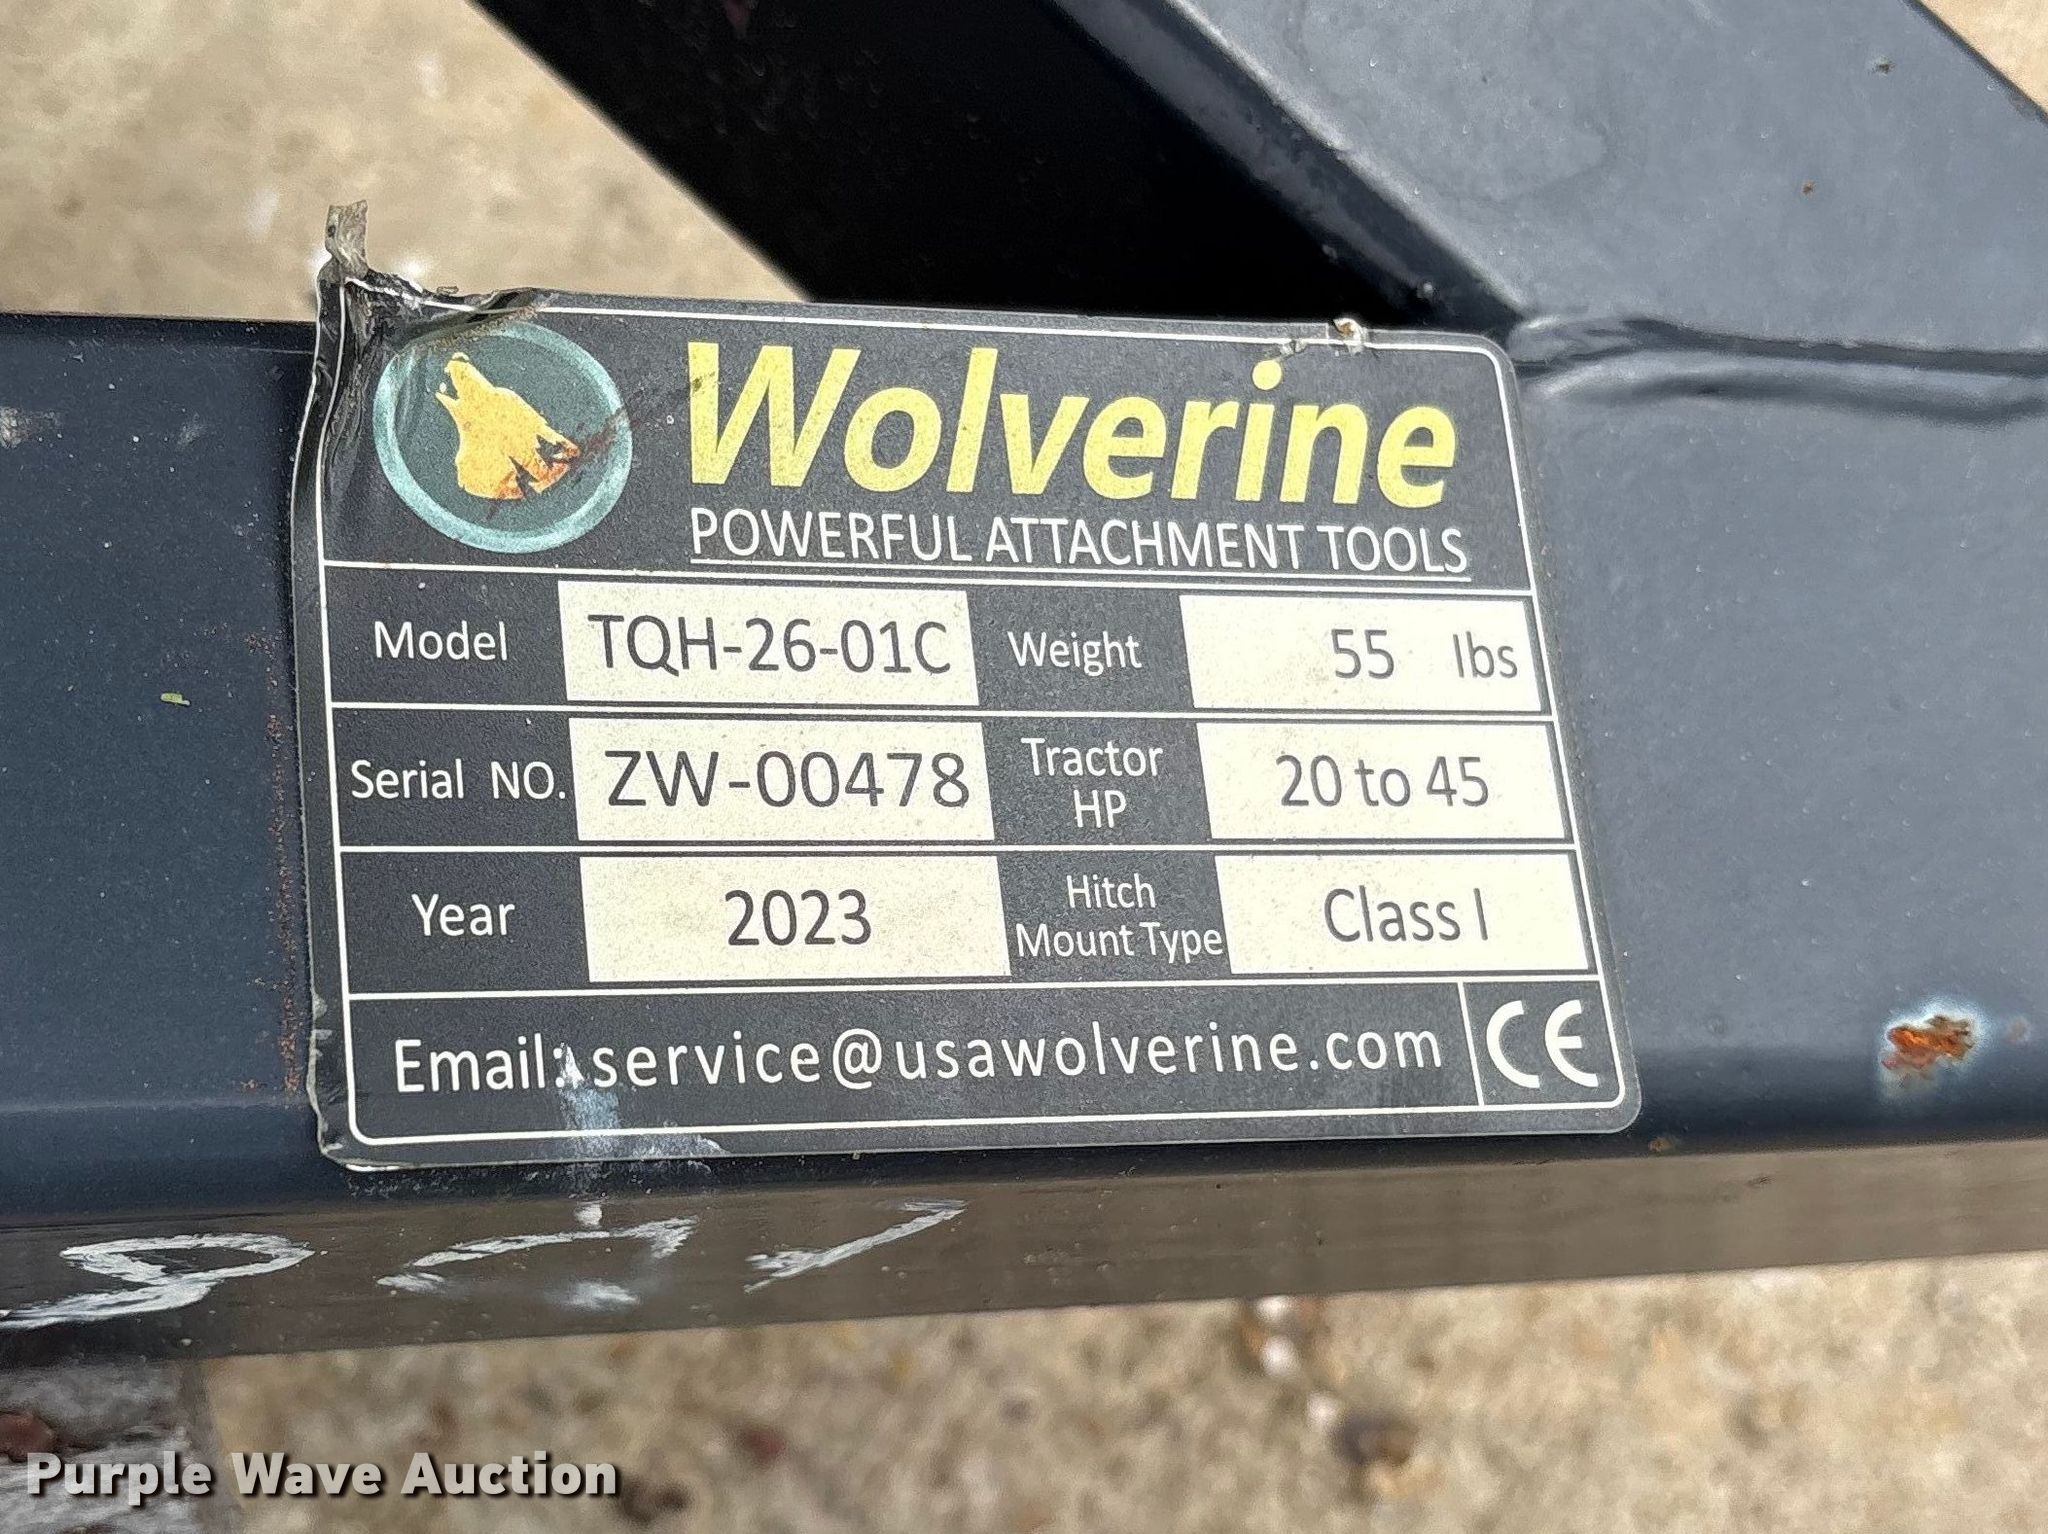 Wolverine
POWERFUL ATTACHMENT TOOLS
Model TQH-26-01C Weight 55 lbs
Serial NO. ZW-00478 Tractor HP 20 to 45
Year 2023 Hitch Mount Type Class I
Email: service@usawolverine.com CE
Purple Wave Auction